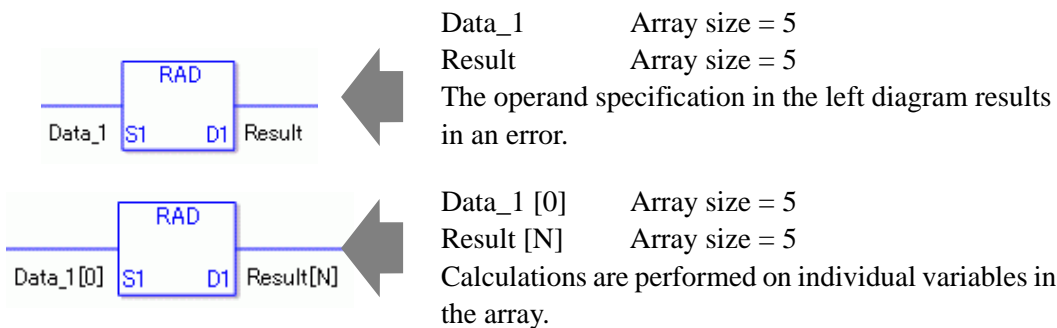 Data_1 Array size = 5
Result Array size = 5
The operand specification in the left diagram results
in an error.
RAD
Data_1 S1 D1 Result
Data_1 [0] Array size = 5
Result [N] Array size = 5
Calculations are performed on individual variables in
the array.
RAD
Data_1[0] S1 D1 Result[N]